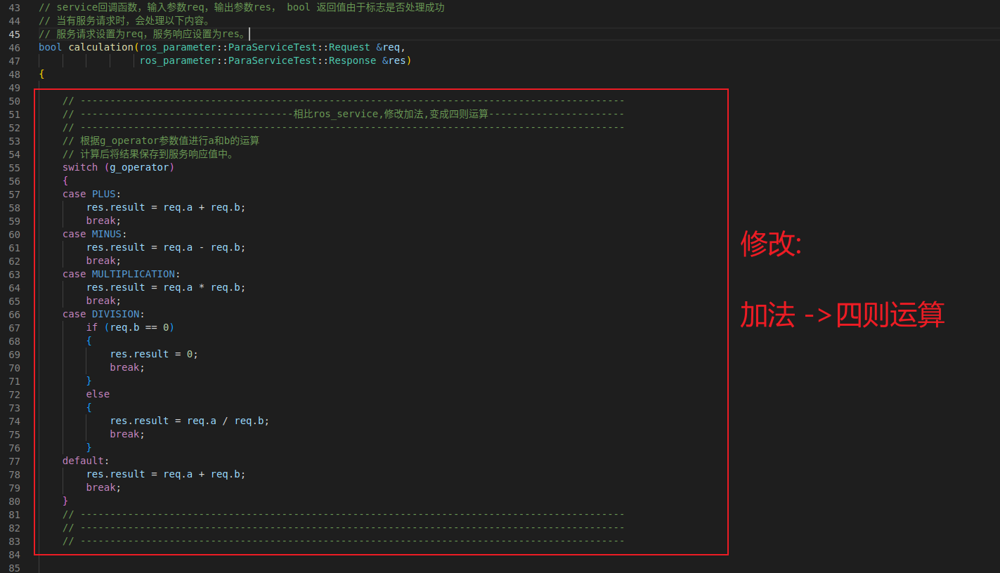 43 // service回调函数，输入参数req，输出参数res， bool 返回值由于标志是否处理成功
44 // 当有服务请求时，会处理以下内容。
45 // 服务请求设置为req，服务响应设置为res。
46 bool calculation(ros_parameter::ParaServiceTest::Request &req,
47                  ros_parameter::ParaServiceTest::Response &res)
48 {
49
50     // --------------------------------------------------------------------------------------------
51     // ------------------------------------相比ros_service,修改加法,变成四则运算-----------------------
52     // --------------------------------------------------------------------------------------------
53     // 根据g_operator参数值进行a和b的运算
54     // 计算后将结果保存到服务响应值中。
55     switch (g_operator)
56     {
57     case PLUS:
58         res.result = req.a + req.b;
59         break;
60     case MINUS:
61         res.result = req.a - req.b;
62         break;
63     case MULTIPLICATION:
64         res.result = req.a * req.b;
65         break;
66     case DIVISION:
67         if (req.b == 0)
68         {
69             res.result = 0;
70             break;
71         }
72         else
73         {
74             res.result = req.a / req.b;
75             break;
76         }
77     default:
78         res.result = req.a + req.b;
79         break;
80     }
81     // --------------------------------------------------------------------------------------------
82     // --------------------------------------------------------------------------------------------
83     // --------------------------------------------------------------------------------------------
84
85
修改:
加法 ->四则运算